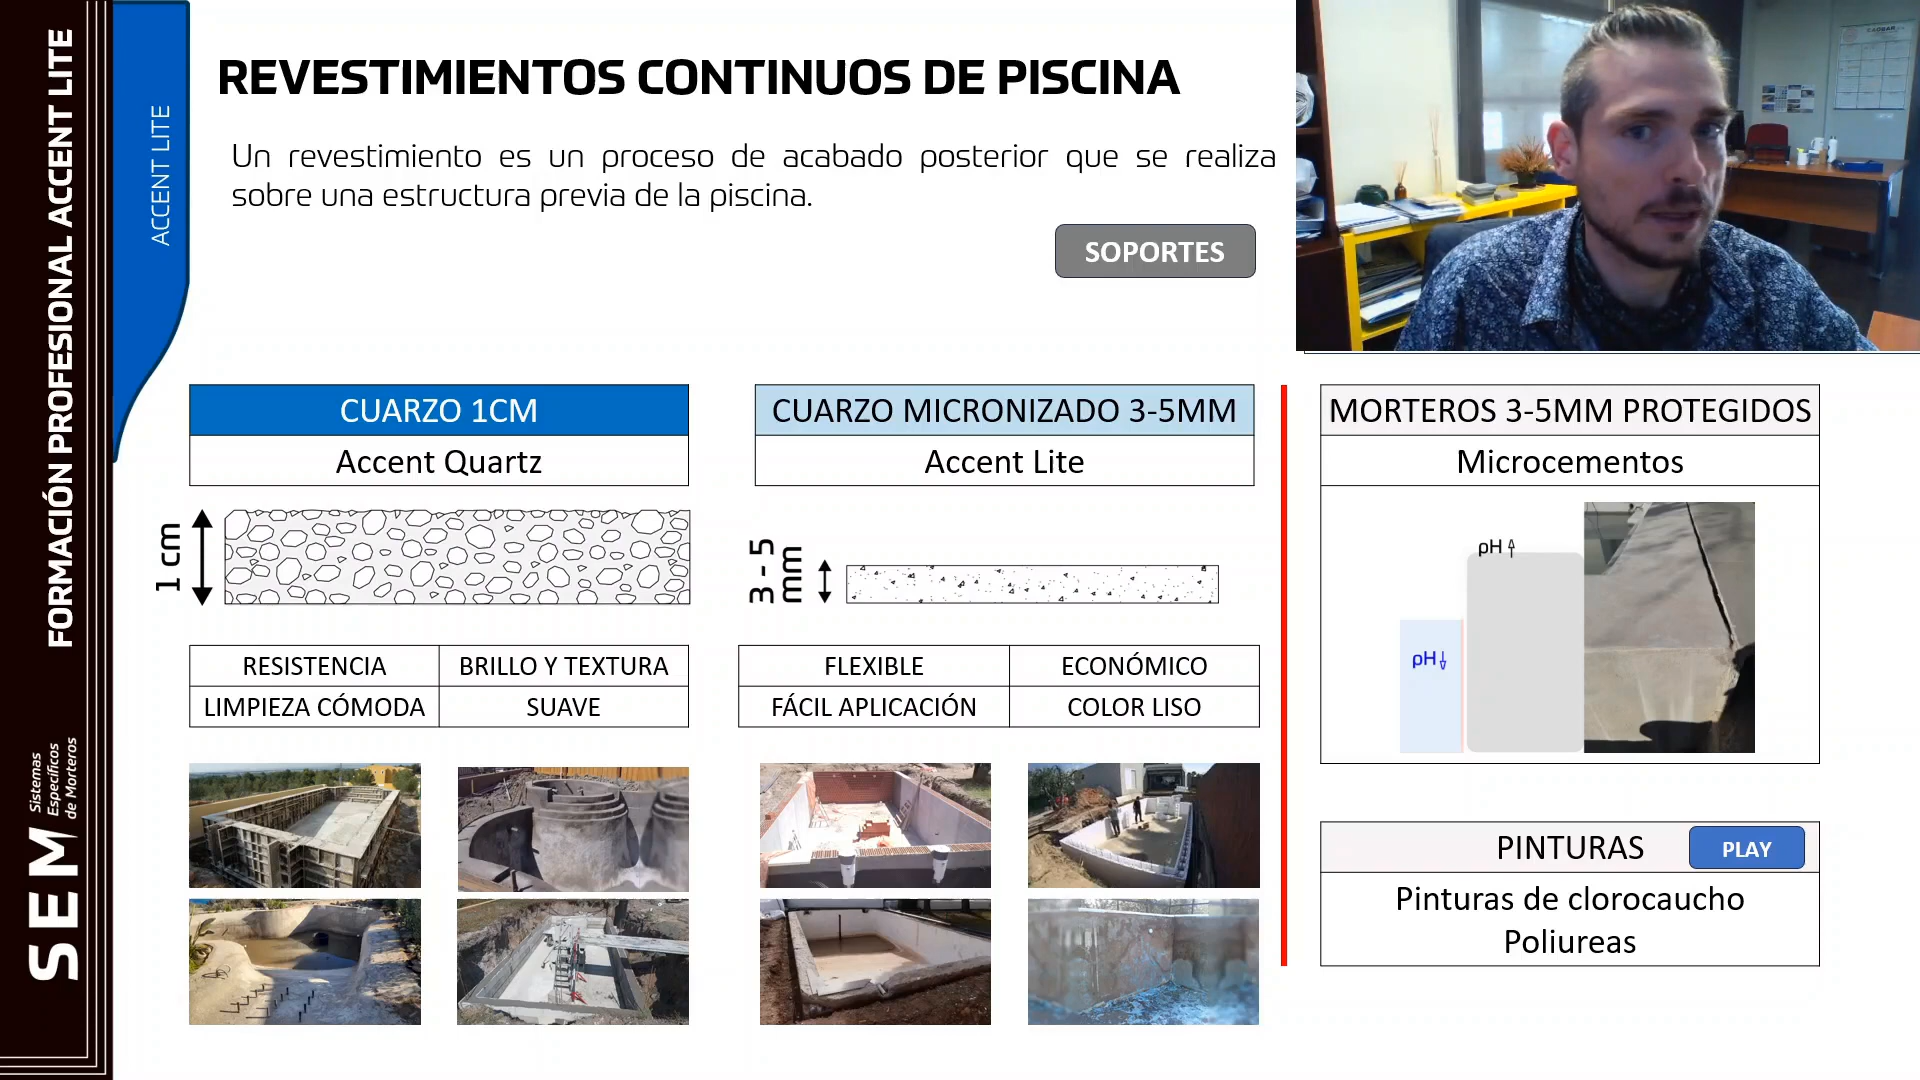 FORMACIÓN PROFESIONAL ACCENT LITE
SEM
Sistemas
Específicos
de Morteros
ACCENT LITE
REVESTIMIENTOS CONTINUOS DE PISCINA
Un revestimiento es un proceso de acabado posterior que se realiza
sobre una estructura previa de la piscina.
SOPORTES
CUARZO 1CM
Accent Quartz
1 cm
RESISTENCIA
BRILLO Y TEXTURA
LIMPIEZA CÓMODA
SUAVE
CUARZO MICRONIZADO 3-5MM
Accent Lite
3 - 5
mm
FLEXIBLE
ECONÓMICO
FÁCIL APLICACIÓN
COLOR LISO
MORTEROS 3-5MM PROTEGIDOS
Microcementos
pH
pH
PINTURAS
PLAY
Pinturas de clorocaucho
Poliureas